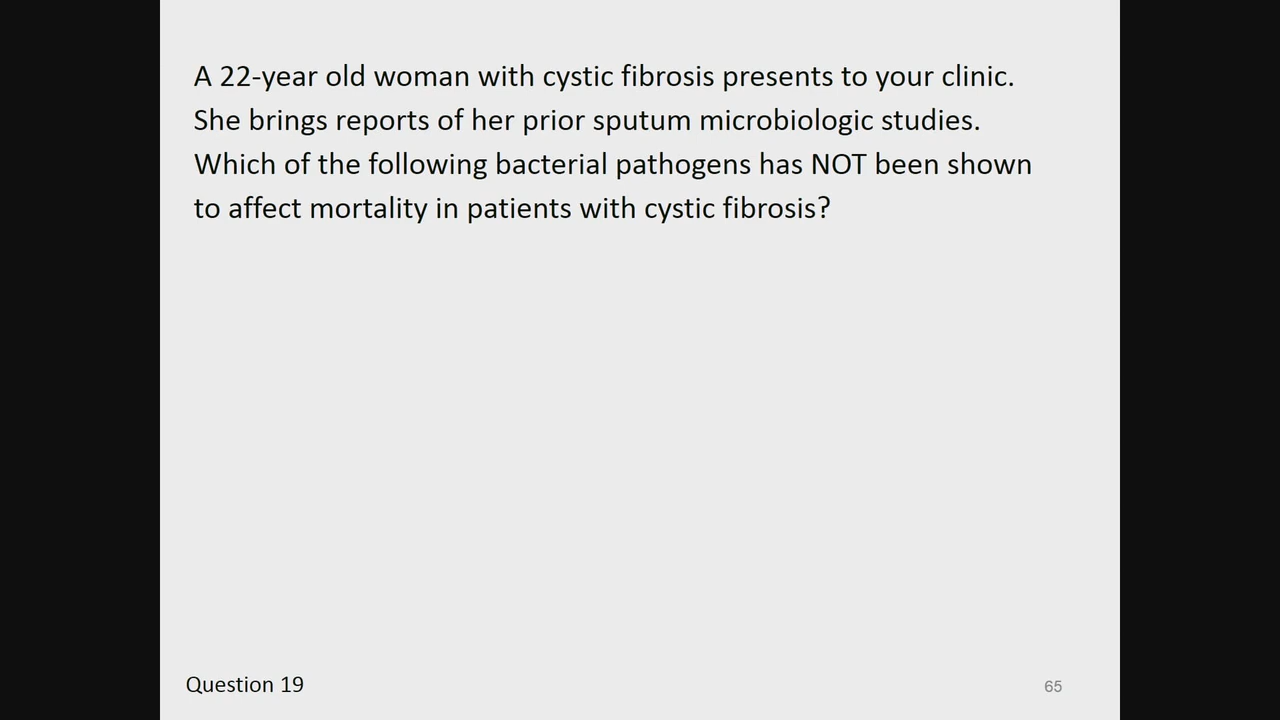 A 22-year old woman with cystic fibrosis presents to your clinic.
She brings reports of her prior sputum microbiologic studies.
Which of the following bacterial pathogens has NOT been shown
to affect mortality in patients with cystic fibrosis?
Question 19
65